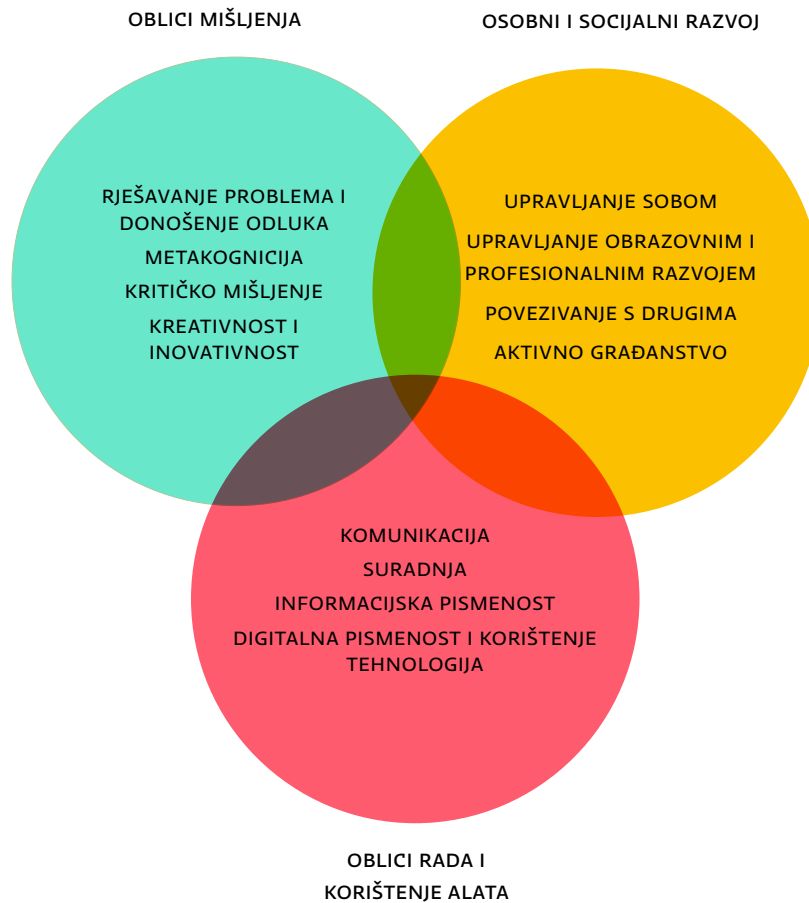 OBLICI MIŠLJENJA
OSOBNI I SOCIJALNI RAZVOJ
RJEŠAVANJE PROBLEMA I
DONOŠENJE ODLUKA
METAKOGNICIJA
KRITIČKO MIŠLJENJE
KREATIVNOST I
INOVATIVNOST
UPRAVLJANJE SOBOM
UPRAVLJANJE OBRAZOVNIM I
PROFESIONALNIM RAZVOJEM
POVEZIVANJE S DRUGIMA
AKTIVNO GRAĐANSTVO
KOMUNIKACIJA
SURADNJA
INFORMACIJSKA PISMENOST
DIGITALNA PISMENOST I KORIŠTENJE
TEHNOLOGIJA
OBLICI RADA I
KORIŠTENJE ALATA